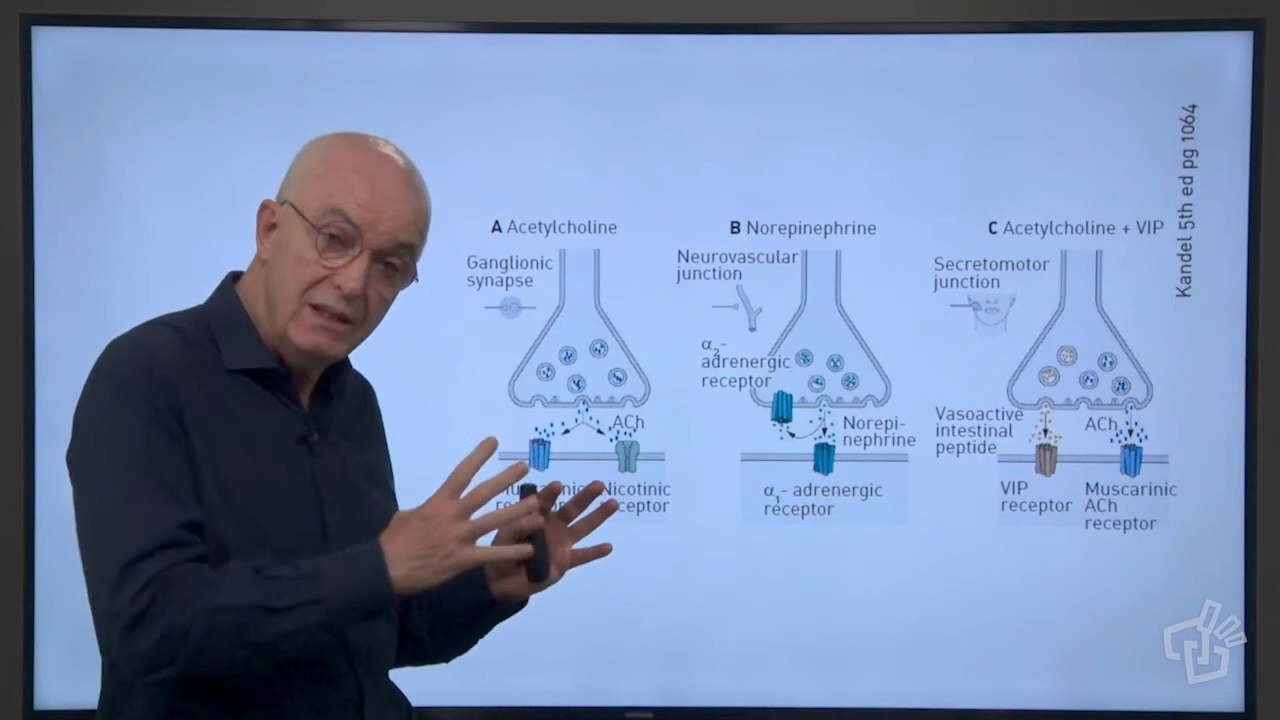 Kandel 5th ed pg 1064
A Acetylcholine
Ganglionic
synapse
ACh
Nicotinic
B Norepinephrine
Neurovascular
junction
α2-
adrenergic
receptor
Norepi-
nephrine
α1- adrenergic
receptor
C Acetylcholine + VIP
Secretomotor
junction
Vasoactive
intestinal
peptide
ACh
VIP
receptor
Muscarinic
ACh
receptor